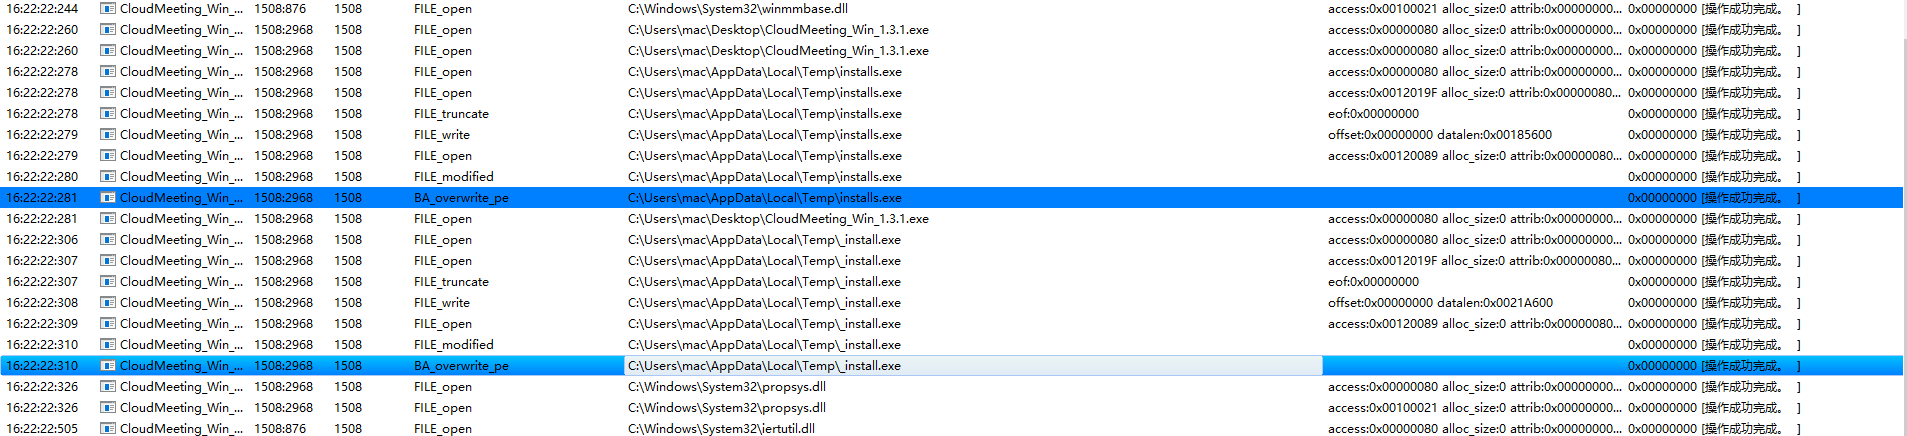 16:22:22:244 CloudMeeting_Win_... 1508:876 1508 FILE_open C:\Windows\System32\winmmbase.dll access:0x00100021 alloc_size:0 attrib:0x00000000... 0x00000000 [操作成功完成。 ]
16:22:22:260 CloudMeeting_Win_... 1508:2968 1508 FILE_open C:\Users\mac\Desktop\CloudMeeting_Win_1.3.1.exe access:0x00000080 alloc_size:0 attrib:0x00000000... 0x00000000 [操作成功完成。 ]
16:22:22:260 CloudMeeting_Win_... 1508:2968 1508 FILE_open C:\Users\mac\Desktop\CloudMeeting_Win_1.3.1.exe access:0x00000080 alloc_size:0 attrib:0x00000000... 0x00000000 [操作成功完成。 ]
16:22:22:278 CloudMeeting_Win_... 1508:2968 1508 FILE_open C:\Users\mac\AppData\Local\Temp\installs.exe access:0x00000080 alloc_size:0 attrib:0x00000000... 0x00000000 [操作成功完成。 ]
16:22:22:278 CloudMeeting_Win_... 1508:2968 1508 FILE_open C:\Users\mac\AppData\Local\Temp\installs.exe access:0x0012019F alloc_size:0 attrib:0x00000080... 0x00000000 [操作成功完成。 ]
16:22:22:278 CloudMeeting_Win_... 1508:2968 1508 FILE_truncate C:\Users\mac\AppData\Local\Temp\installs.exe eof:0x00000000 0x00000000 [操作成功完成。 ]
16:22:22:279 CloudMeeting_Win_... 1508:2968 1508 FILE_write C:\Users\mac\AppData\Local\Temp\installs.exe offset:0x00000000 datalen:0x00185600 0x00000000 [操作成功完成。 ]
16:22:22:279 CloudMeeting_Win_... 1508:2968 1508 FILE_open C:\Users\mac\AppData\Local\Temp\installs.exe access:0x00120089 alloc_size:0 attrib:0x00000080... 0x00000000 [操作成功完成。 ]
16:22:22:280 CloudMeeting_Win_... 1508:2968 1508 FILE_modified C:\Users\mac\AppData\Local\Temp\installs.exe 0x00000000 [操作成功完成。 ]
16:22:22:281 CloudMeeting_Win_... 1508:2968 1508 BA_overwrite_pe C:\Users\mac\AppData\Local\Temp\installs.exe 0x00000000 [操作成功完成。 ]
16:22:22:281 CloudMeeting_Win_... 1508:2968 1508 FILE_open C:\Users\mac\Desktop\CloudMeeting_Win_1.3.1.exe access:0x00000080 alloc_size:0 attrib:0x00000000... 0x00000000 [操作成功完成。 ]
16:22:22:306 CloudMeeting_Win_... 1508:2968 1508 FILE_open C:\Users\mac\AppData\Local\Temp\_install.exe access:0x00000080 alloc_size:0 attrib:0x00000000... 0x00000000 [操作成功完成。 ]
16:22:22:307 CloudMeeting_Win_... 1508:2968 1508 FILE_open C:\Users\mac\AppData\Local\Temp\_install.exe access:0x0012019F alloc_size:0 attrib:0x00000080... 0x00000000 [操作成功完成。 ]
16:22:22:307 CloudMeeting_Win_... 1508:2968 1508 FILE_truncate C:\Users\mac\AppData\Local\Temp\_install.exe eof:0x00000000 0x00000000 [操作成功完成。 ]
16:22:22:308 CloudMeeting_Win_... 1508:2968 1508 FILE_write C:\Users\mac\AppData\Local\Temp\_install.exe offset:0x00000000 datalen:0x0021A600 0x00000000 [操作成功完成。 ]
16:22:22:309 CloudMeeting_Win_... 1508:2968 1508 FILE_open C:\Users\mac\AppData\Local\Temp\_install.exe access:0x00120089 alloc_size:0 attrib:0x00000080... 0x00000000 [操作成功完成。 ]
16:22:22:310 CloudMeeting_Win_... 1508:2968 1508 FILE_modified C:\Users\mac\AppData\Local\Temp\_install.exe 0x00000000 [操作成功完成。 ]
16:22:22:310 CloudMeeting_Win_... 1508:2968 1508 BA_overwrite_pe C:\Users\mac\AppData\Local\Temp\_install.exe 0x00000000 [操作成功完成。 ]
16:22:22:326 CloudMeeting_Win_... 1508:2968 1508 FILE_open C:\Windows\System32\propsys.dll access:0x00000080 alloc_size:0 attrib:0x00000000... 0x00000000 [操作成功完成。 ]
16:22:22:326 CloudMeeting_Win_... 1508:2968 1508 FILE_open C:\Windows\System32\propsys.dll access:0x00100021 alloc_size:0 attrib:0x00000000... 0x00000000 [操作成功完成。 ]
16:22:22:505 CloudMeeting_Win_... 1508:876 1508 FILE_open C:\Windows\System32\iertutil.dll access:0x00000080 alloc_size:0 attrib:0x00000000... 0x00000000 [操作成功完成。 ]